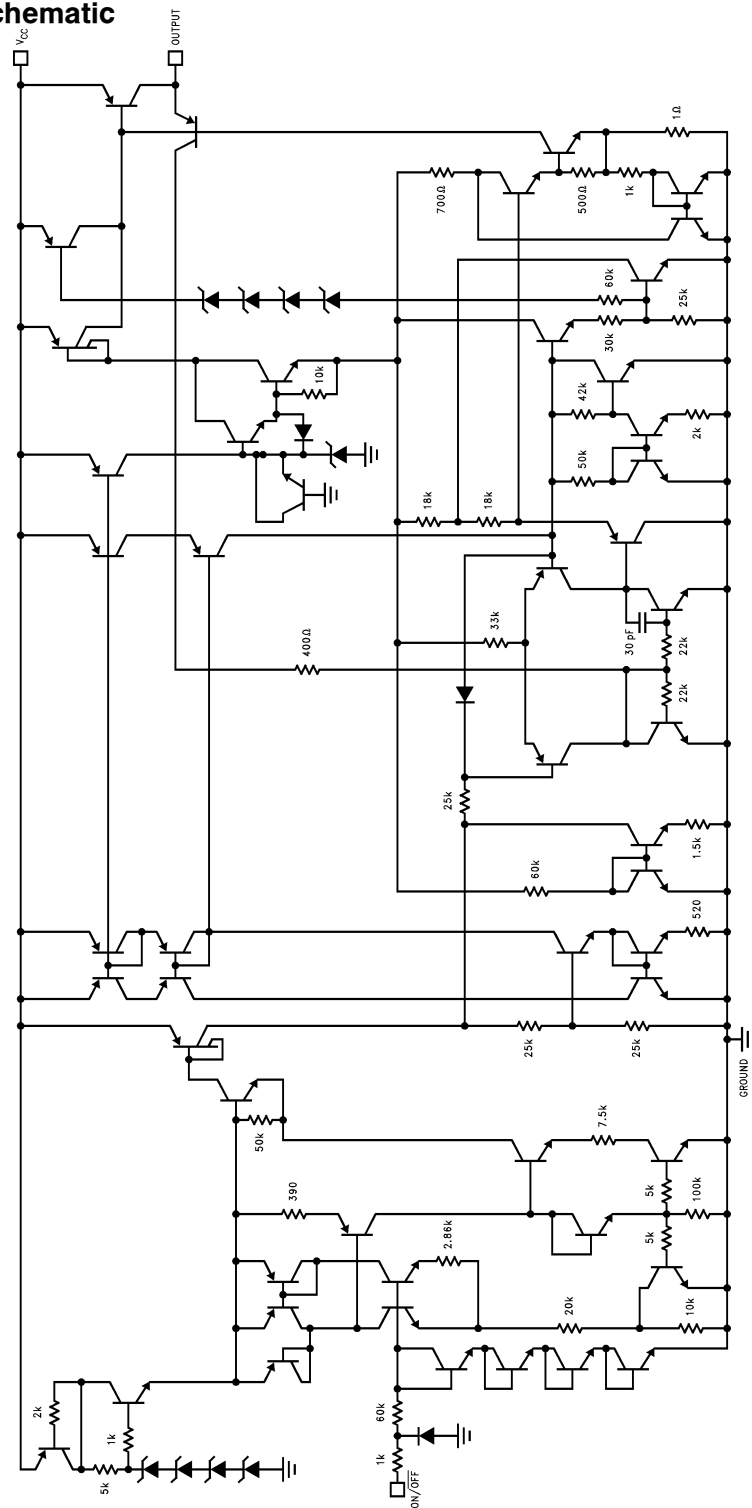 chematic
VCC
OUTPUT
700Ω
500Ω
1k
1Ω
60k
30k
25k
10k
42k
50k
2k
18k
18k
400Ω
33k
30 pF
22k
22k
25k
60k
1.5k
520
25k
25k
GROUND
50k
7.5k
390
2.86k
5k
5k
100k
20k
10k
2k
1k
5k
60k
1k
ON/OFF